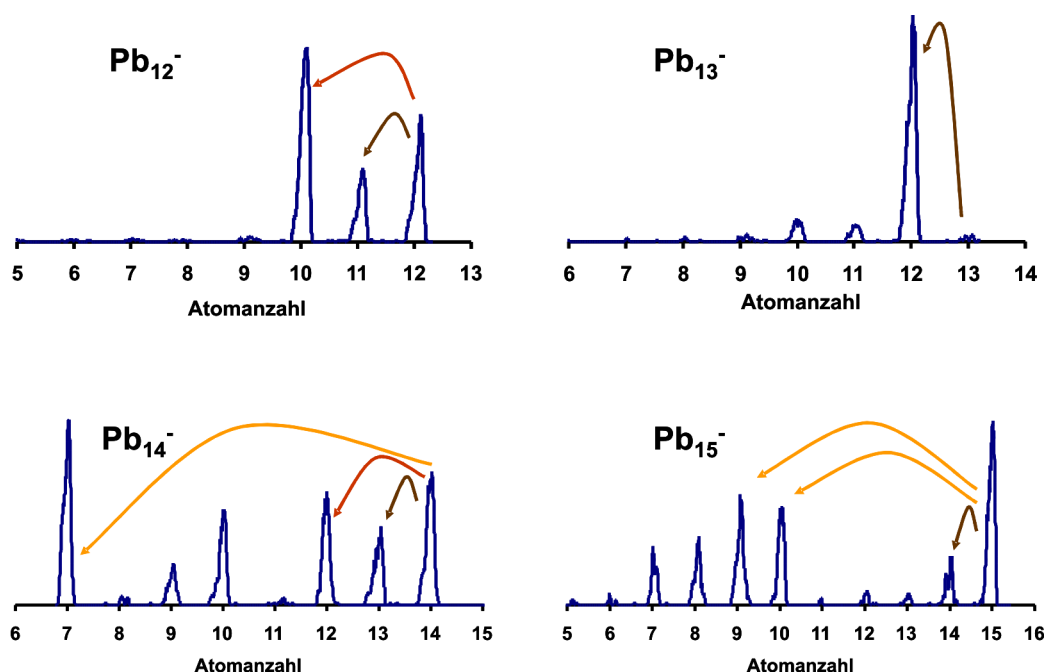 Pb12-
5 6 7 8 9 10 11 12 13
Atomanzahl
Pb13-
6 7 8 9 10 11 12 13 14
Atomanzahl
Pb14-
6 7 8 9 10 11 12 13 14 15
Atomanzahl
Pb15-
5 6 7 8 9 10 11 12 13 14 15 16
Atomanzahl